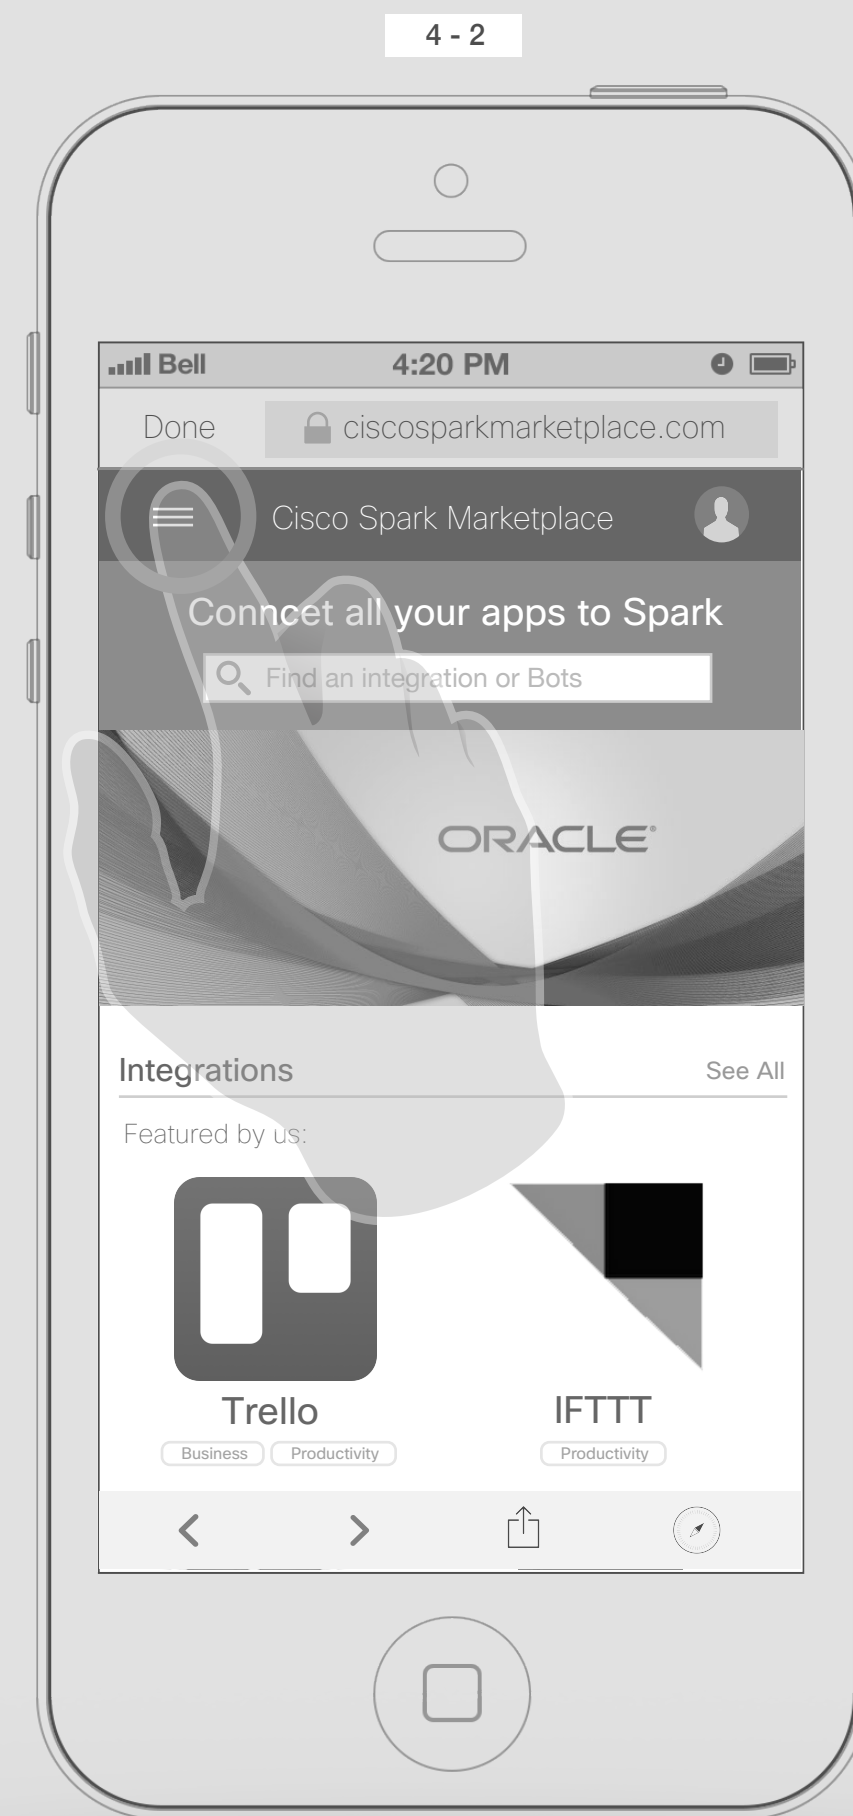 4 - 2
Bell 4:20 PM
Done ciscosparkmarketplace.com
Cisco Spark Marketplace
Conncet all your apps to Spark
Find an integration or Bots
ORACLE®
Integrations See All
Featured by us:
Trello IFTTT
Business Productivity Productivity